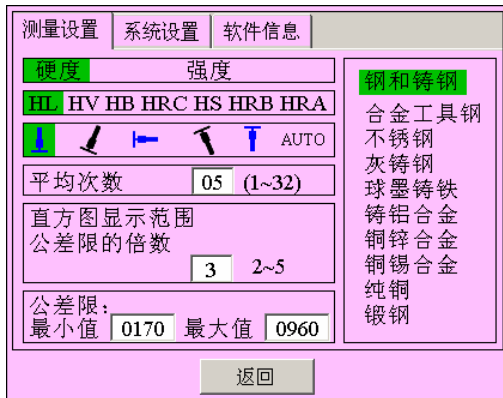 测量设置 系统设置 软件信息
硬度 强度
HL HV HB HRC HS HRB HRA
AUTO
平均次数 05 (1~32)
直方图显示范围
公差限的倍数
3 2~5
公差限:
最小值 0170 最大值 0960
钢和铸钢
合金工具钢
不锈钢
灰铸钢
球墨铸铁
铸铝合金
铜锌合金
铜锡合金
纯铜
锻钢
返回